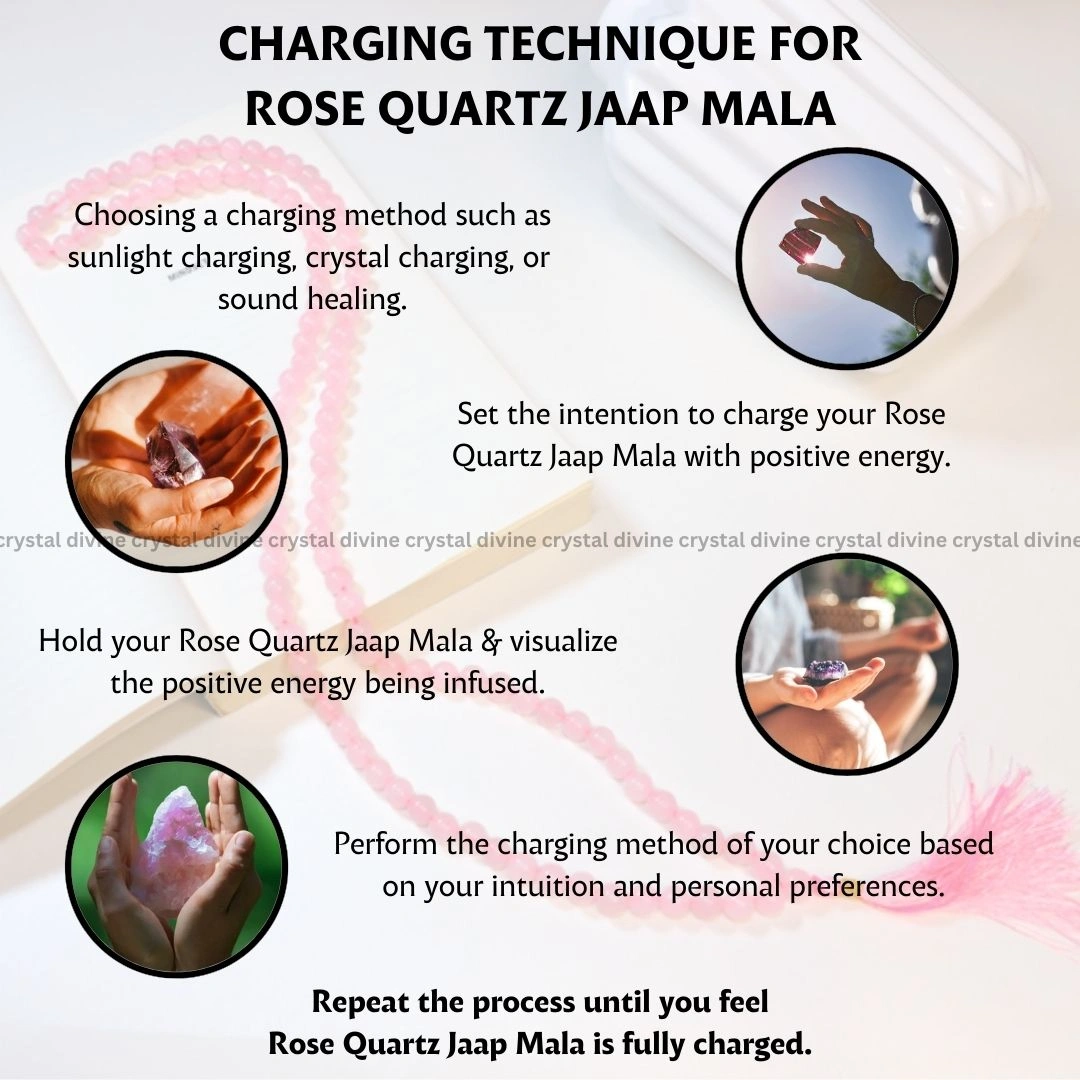 CHARGING TECHNIQUE FOR
ROSE QUARTZ JAAP MALA
Choosing a charging method such as
sunlight charging, crystal charging, or
sound healing.
Set the intention to charge your Rose
Quartz Jaap Mala with positive energy.
crystal divine crystal divine crystal divine crystal divine crystal divine crystal divine crystal divine crystal divine
Hold your Rose Quartz Jaap Mala & visualize
the positive energy being infused.
Perform the charging method of your choice based
on your intuition and personal preferences.
Repeat the process until you feel
Rose Quartz Jaap Mala is fully charged.